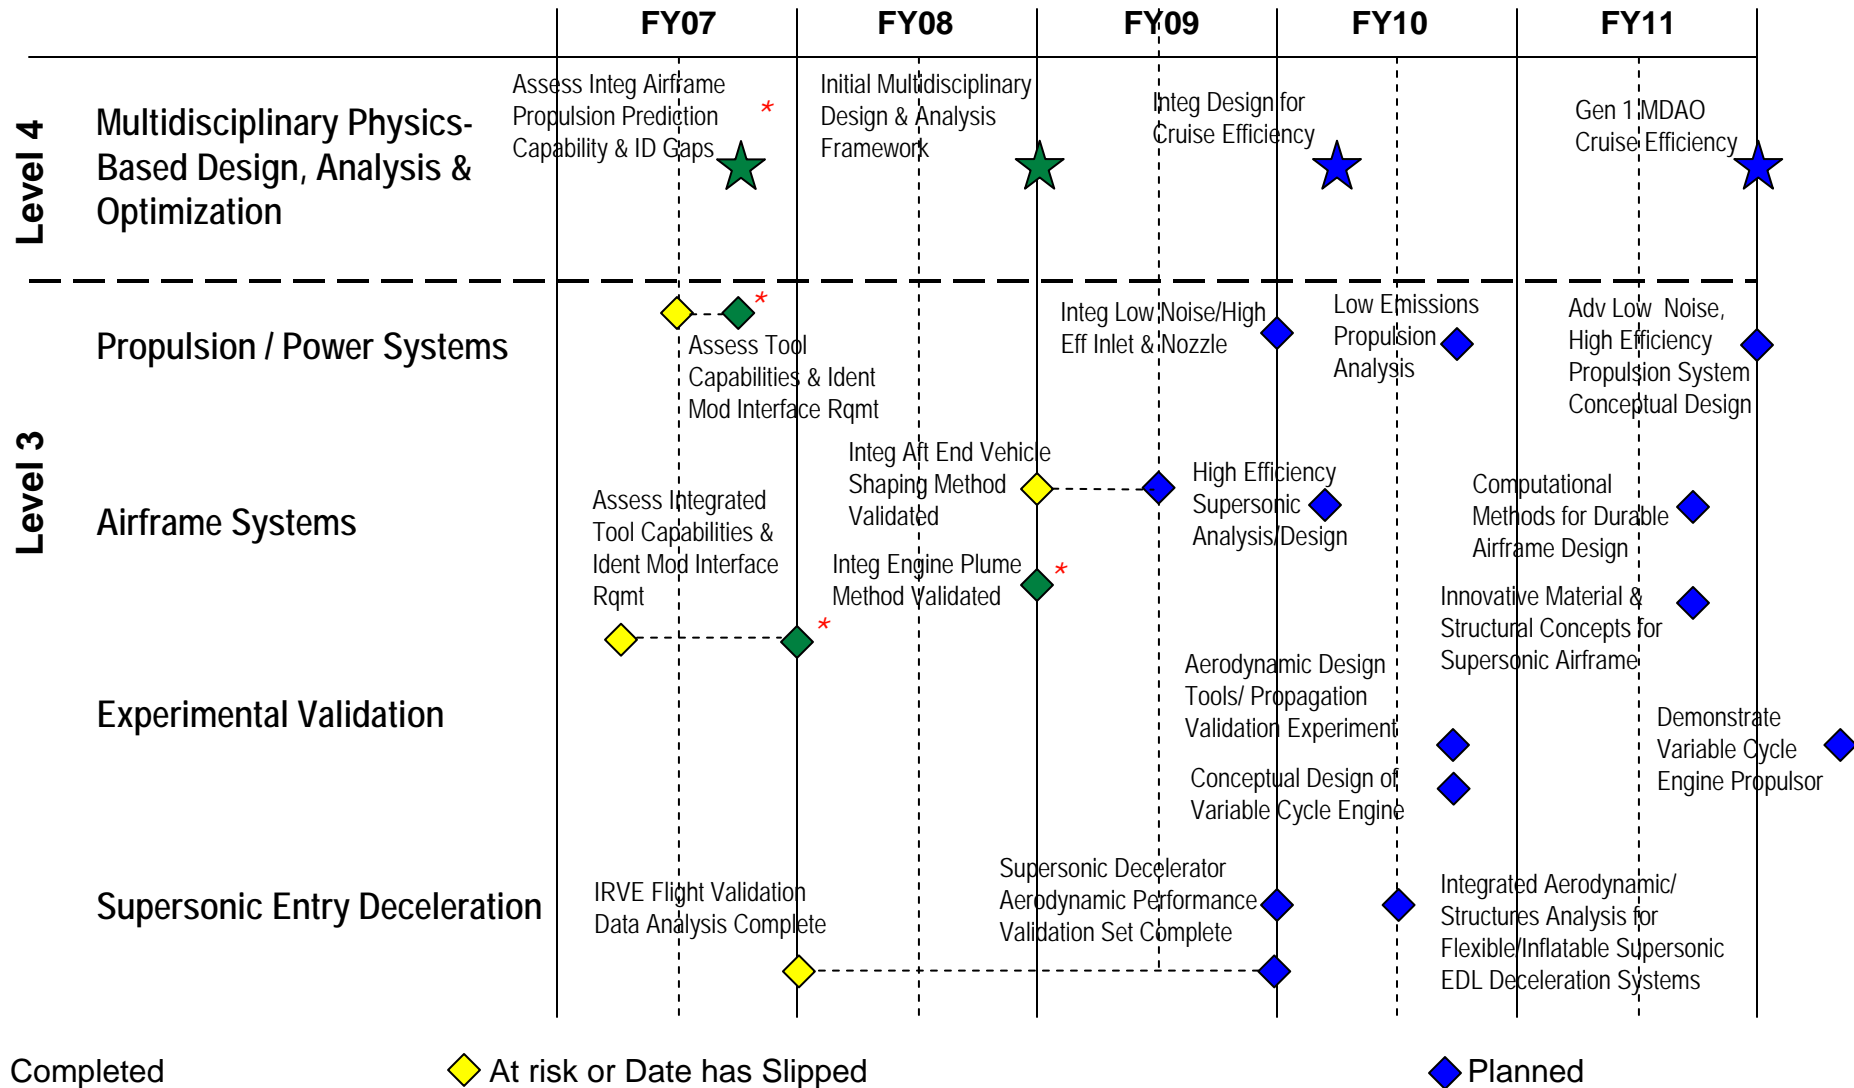 FY07 FY08 FY09 FY10 FY11
Level 4
Multidisciplinary Physics-
Based Design, Analysis &
Optimization
Assess Integ Airframe
Propulsion Prediction
Capability & ID Gaps
*
Initial Multidisciplinary
Design & Analysis
Framework
Integ Design for
Cruise Efficiency
Gen 1 MDAO
Cruise Efficiency
Level 3
Propulsion / Power Systems
*
Assess Tool
Capabilities & Ident
Mod Interface Rqmt
Integ Low Noise/High
Eff Inlet & Nozzle
Low Emissions
Propulsion
Analysis
Adv Low Noise,
High Efficiency
Propulsion System
Conceptual Design
Airframe Systems
Assess Integrated
Tool Capabilities &
Ident Mod Interface
Rqmt
*
Integ Aft End Vehicle
Shaping Method
Validated
Integ Engine Plume
Method Validated
*
High Efficiency
Supersonic
Analysis/Design
Computational
Methods for Durable
Airframe Design
Innovative Material &
Structural Concepts for
Supersonic Airframe
Experimental Validation
Aerodynamic Design
Tools/ Propagation
Validation Experiment
Conceptual Design of
Variable Cycle Engine
Demonstrate
Variable Cycle
Engine Propulsor
Supersonic Entry Deceleration
IRVE Flight Validation
Data Analysis Complete
Supersonic Decelerator
Aerodynamic Performance
Validation Set Complete
Integrated Aerodynamic/
Structures Analysis for
Flexible/Inflatable Supersonic
EDL Deceleration Systems
Completed
At risk or Date has Slipped
Planned